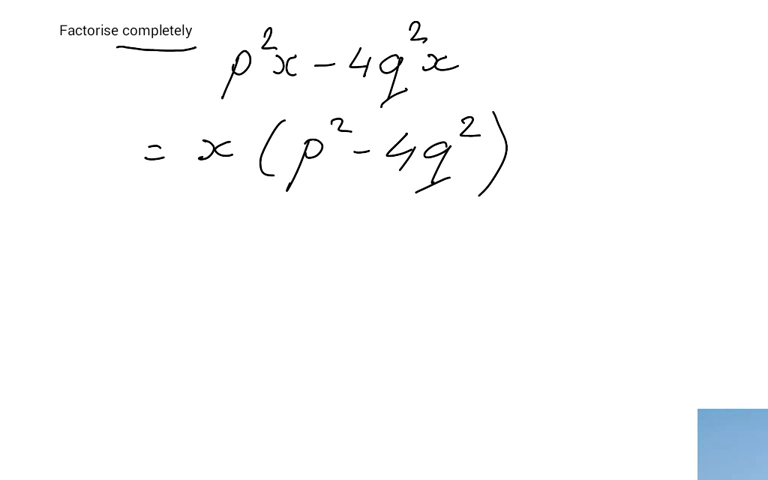 Factorise completely
p²x - 4q²x
= x (p² - 4q²)